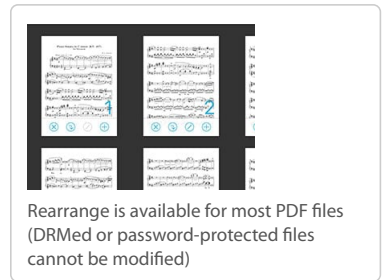 1
2
Rearrange is available for most PDF files
(DRMed or password-protected files
cannot be modified)